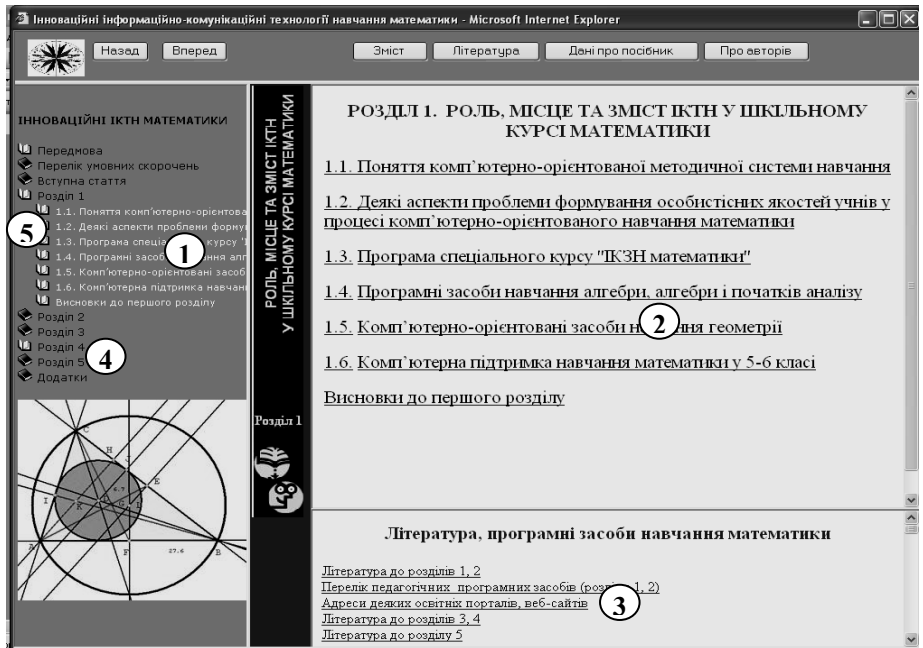 Інноваційні інформаційно-комунікаційні технології навчання математики - Microsoft Internet Explorer
Назад Вперед Зміст Література Дані про посібник Про авторів
ІННОВАЦІЙНІ ІКТН МАТЕМАТИКИ
Передмова
Перелік умовних скорочень
Вступна стаття
Розділ 1
1.1. Поняття комп'ютерно-орієнтова
1.2. Деякі аспекти проблеми форму
1.3. Програма спеціа курсу "І
1.4. Програмні засоб ання алг
1.5. Комп'ютерно-орієнтовані засоб
1.6. Комп'ютерна підтримка навчан
Висновки до першого розділу
Розділ 2
Розділ 3
Розділ 4
Розділ 5
Додатки
5
1
4
C
H
J
E
6.7
I
K
G
L
A
F
27.6
B
РОЛЬ, МІСЦЕ ТА ЗМІСТ ІКТН
У ШКІЛЬНОМУ КУРСІ МАТЕМАТИКИ
Розділ 1
РОЗДІЛ 1. РОЛЬ, МІСЦЕ ТА ЗМІСТ ІКТН У ШКІЛЬНОМУ
КУРСІ МАТЕМАТИКИ
1.1. Поняття комп'ютерно-орієнтованої методичної системи навчання
1.2. Деякі аспекти проблеми формування особистісних якостей учнів у
процесі комп'ютерно-орієнтованого навчання математики
1.3. Програма спеціального курсу "ІКЗН математики"
1.4. Програмні засоби навчання алгебри, алгебри і початків аналізу
1.5. Комп'ютерно-орієнтовані засоби н ння геометрії
2
1.6. Комп'ютерна підтримка навчання математики у 5-6 класі
Висновки до першого розділу
Література, програмні засоби навчання математики
Література до розділів 1, 2
Перелік педагогічних програмних засобів (розд 1, 2)
Адреси деяких освітніх порталів, веб-сайтів
3
Література до розділів 3, 4
Література до розділу 5